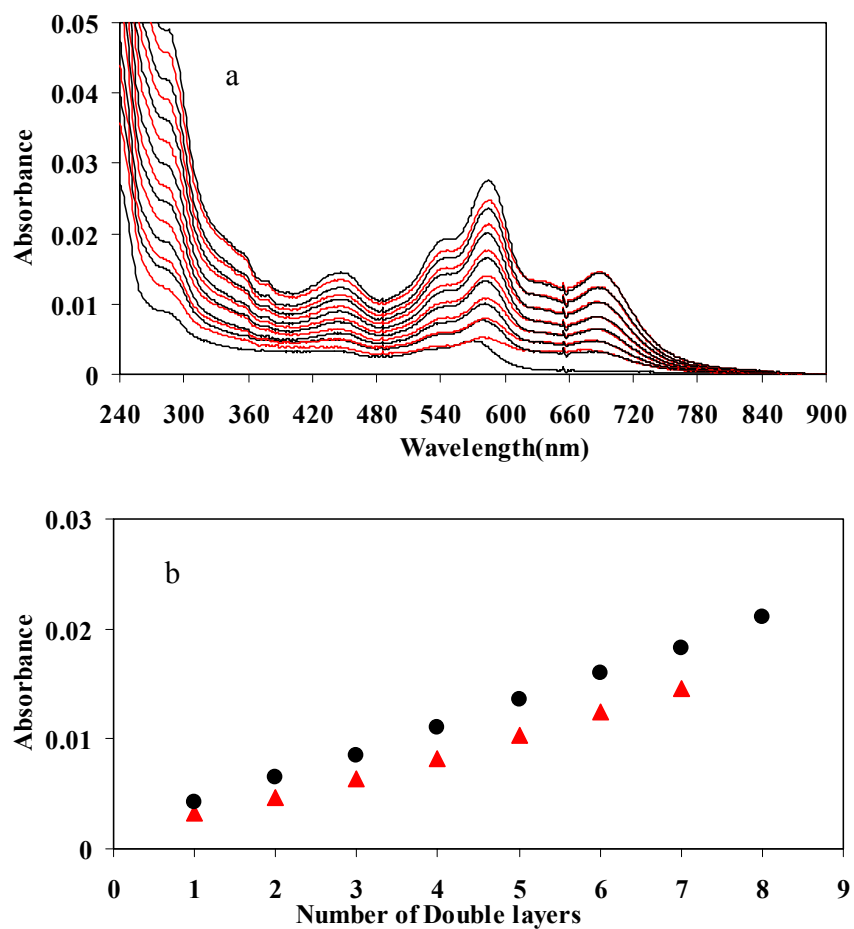 0.05
a
0.04
0.03
0.02
0.01
0
Absorbance
240 300 360 420 480 540 600 660 720 780 840 900
Wavelength(nm)
0.03
b
0.02
0.01
0
Absorbance
0 1 2 3 4 5 6 7 8 9
Number of Double layers